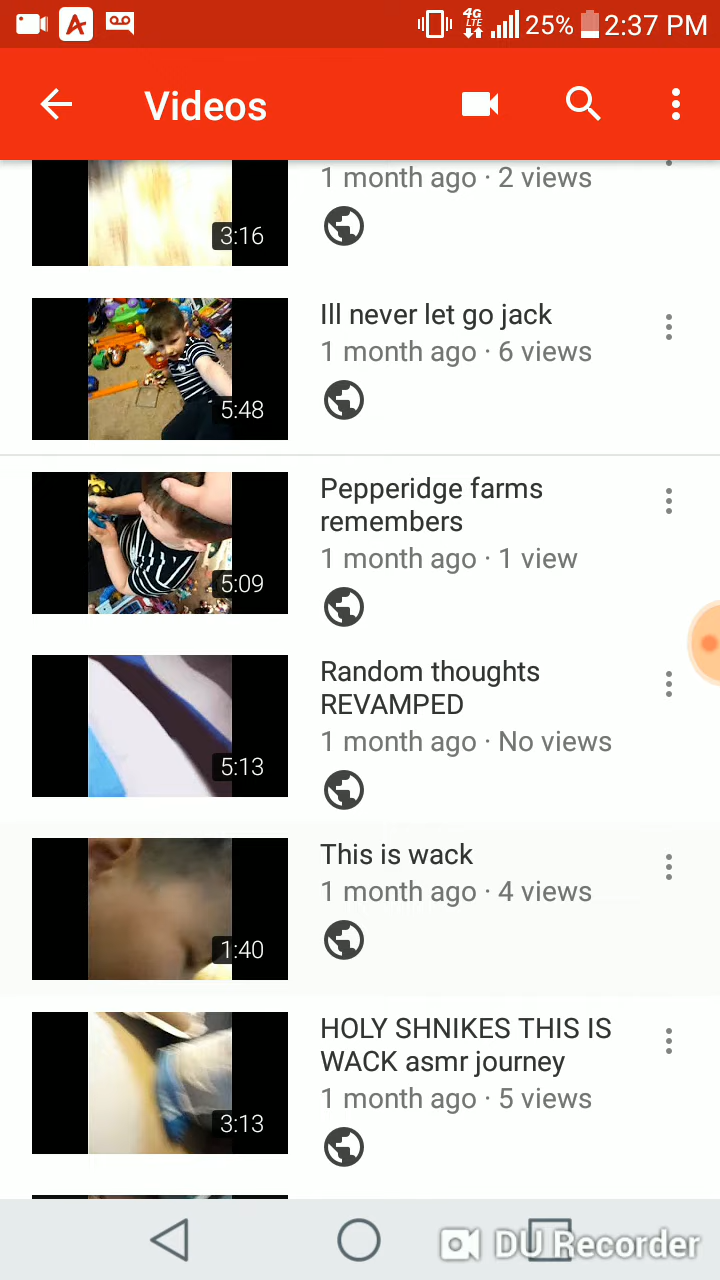 4G
LTE
25%
2:37 PM
Videos
1 month ago · 2 views
3:16
Ill never let go jack
1 month ago · 6 views
5:48
Pepperidge farms
remembers
1 month ago · 1 view
5:09
Random thoughts
REVAMPED
1 month ago · No views
5:13
This is wack
1 month ago · 4 views
1:40
HOLY SHNIKES THIS IS
WACK asmr journey
1 month ago · 5 views
3:13
DU Recorder